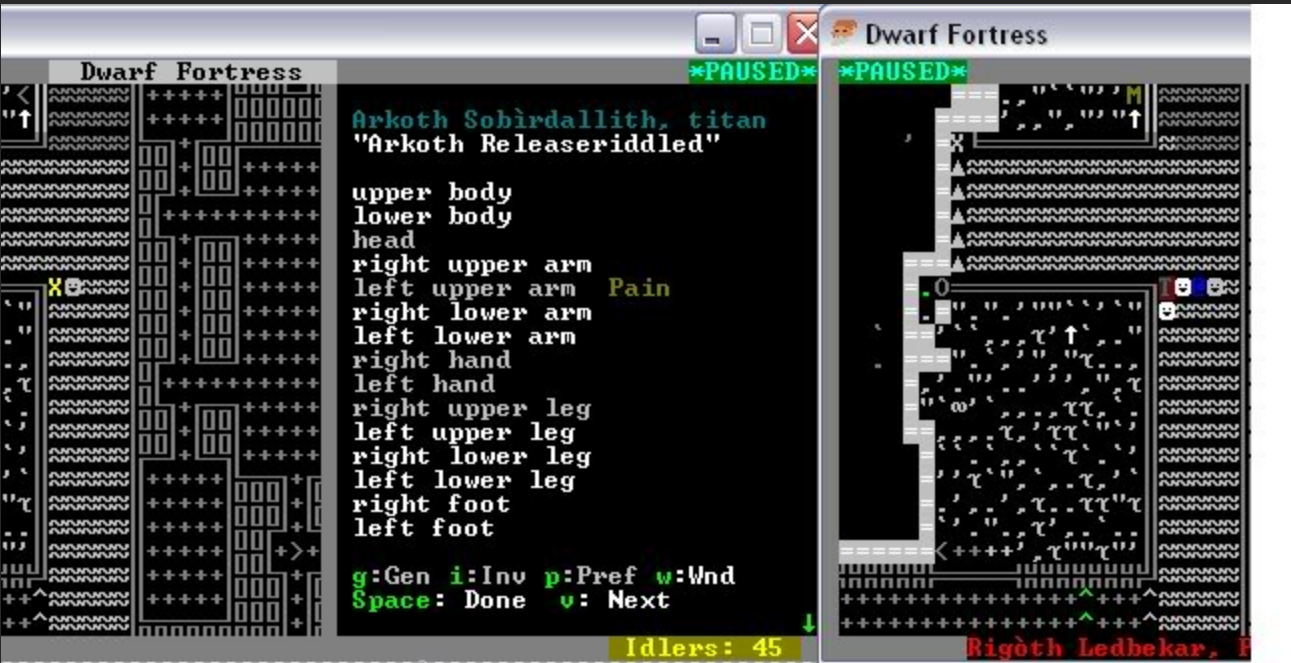 Dwarf Fortress
*PAUSED*
Arkoth Sobìrdallith, titan
"Arkoth Releaseriddled"
upper body
lower body
head
right upper arm
left upper arm Pain
right lower arm
left lower arm
right hand
left hand
right upper leg
left upper leg
right lower leg
left lower leg
right foot
left foot
g:Gen i:Inv p:Pref w:Wnd
Space: Done v: Next
Idlers: 45
Dwarf Fortress
*PAUSED*
Rigòth Ledbekar,